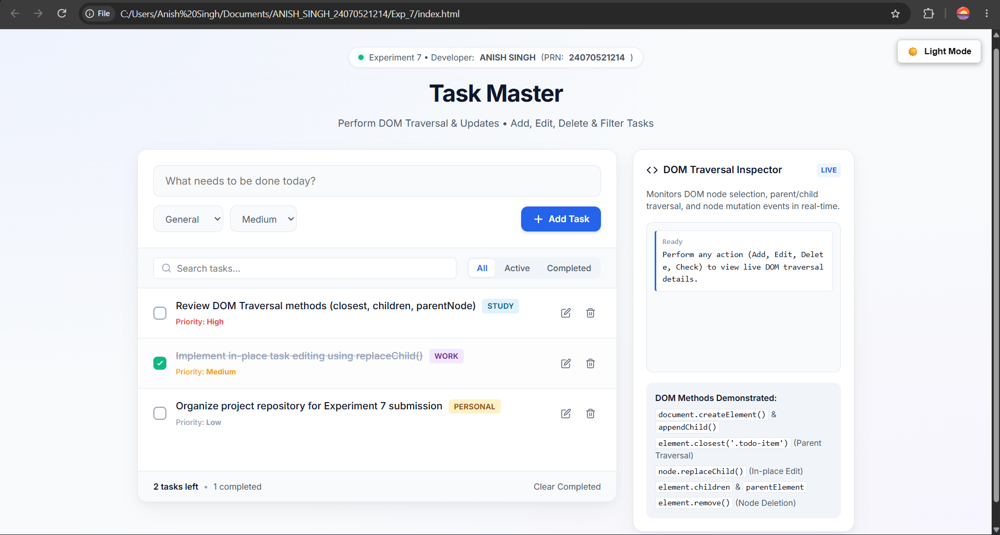 File
C:/Users/Anish%20Singh/Documents/ANISH_SINGH_24070521214/Exp_7/index.html
Light Mode
Experiment 7 • Developer: ANISH SINGH (PRN: 24070521214 )
Task Master
Perform DOM Traversal & Updates • Add, Edit, Delete & Filter Tasks
What needs to be done today?
General
Medium
Add Task
Search tasks...
All
Active
Completed
Review DOM Traversal methods (closest, children, parentNode)
STUDY
Priority: High
Implement in-place task editing using replaceChild()
WORK
Priority: Medium
Organize project repository for Experiment 7 submission
PERSONAL
Priority: Low
2 tasks left • 1 completed
Clear Completed
DOM Traversal Inspector
LIVE
Monitors DOM node selection, parent/child
traversal, and node mutation events in real-time.
Ready
Perform any action (Add, Edit, Delet
e, Check) to view live DOM traversal
details.
DOM Methods Demonstrated:
document.createElement() &
appendChild()
element.closest('.todo-item') (Parent
Traversal)
node.replaceChild() (In-place Edit)
element.children & parentElement
element.remove() (Node Deletion)